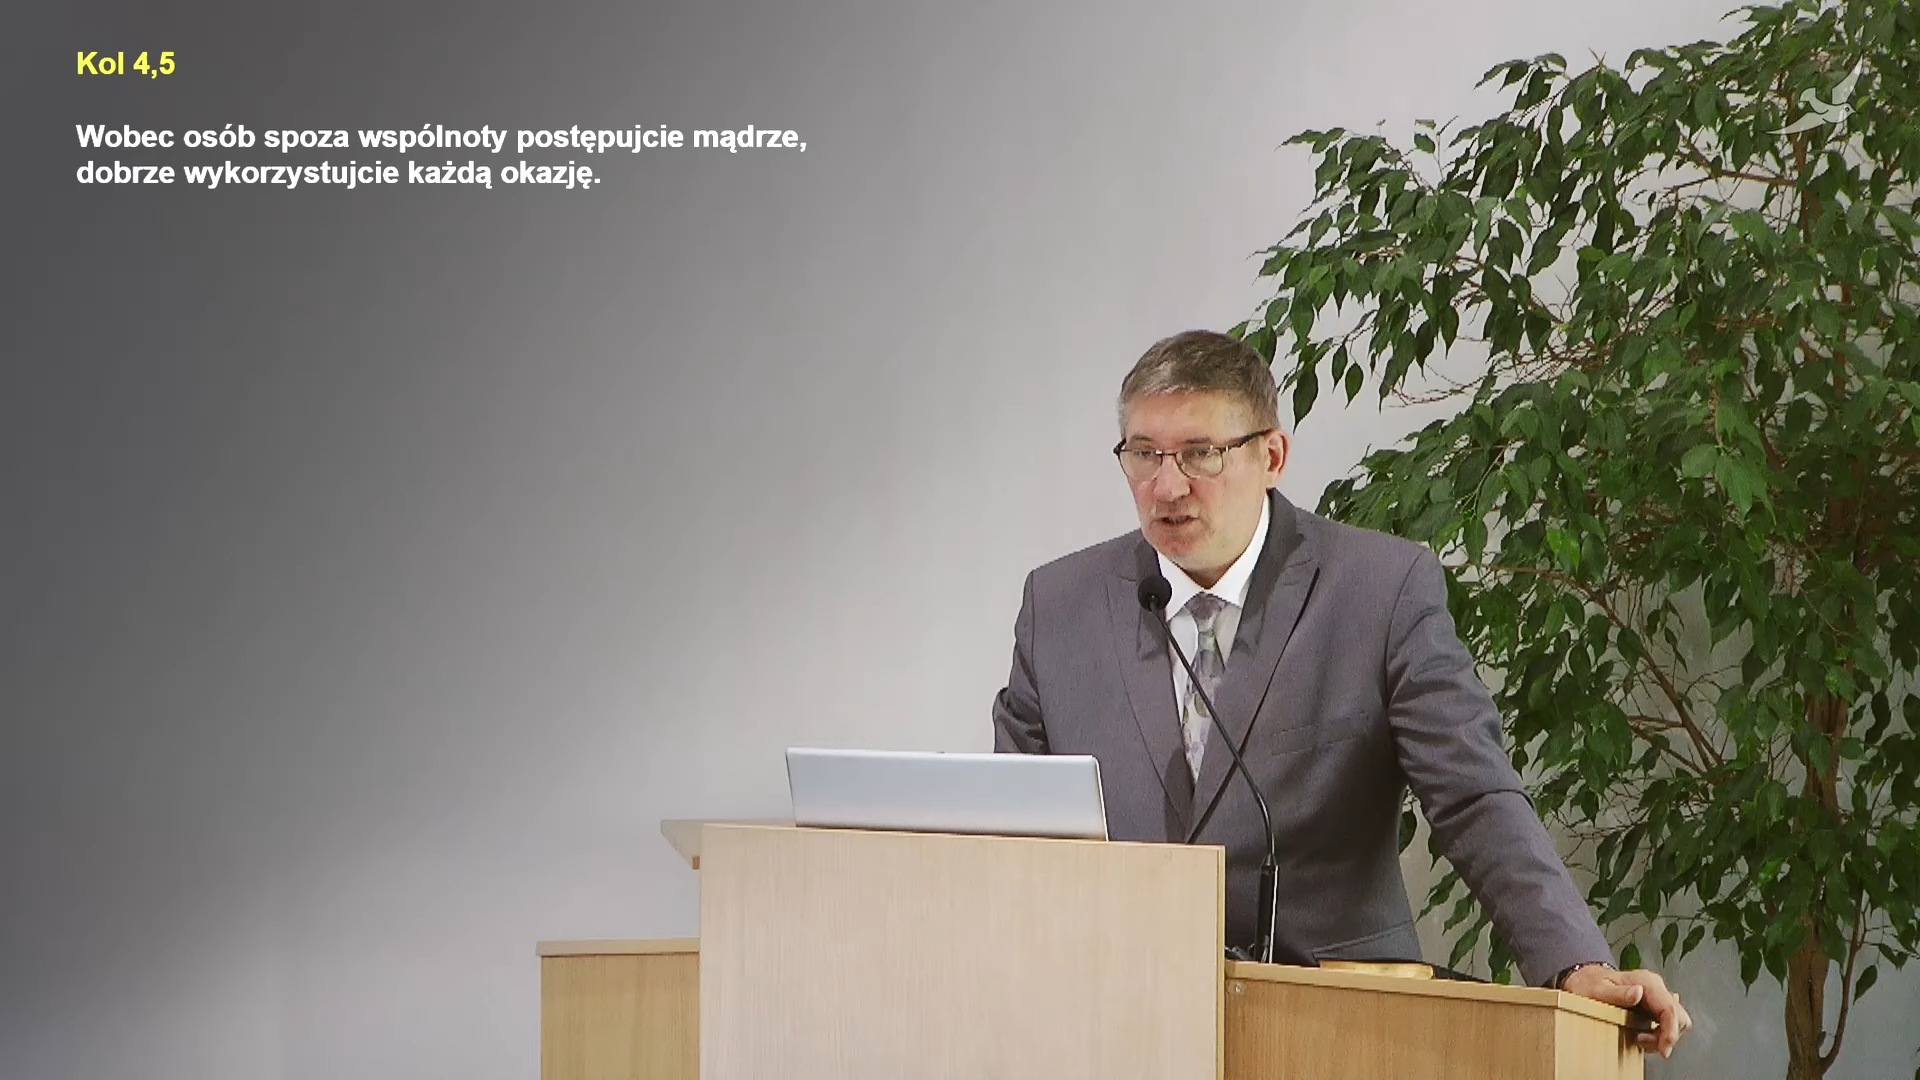 Kol 4,5
Wobec osób spoza wspólnoty postępujcie mądrze,
dobrze wykorzystujcie każdą okazję.